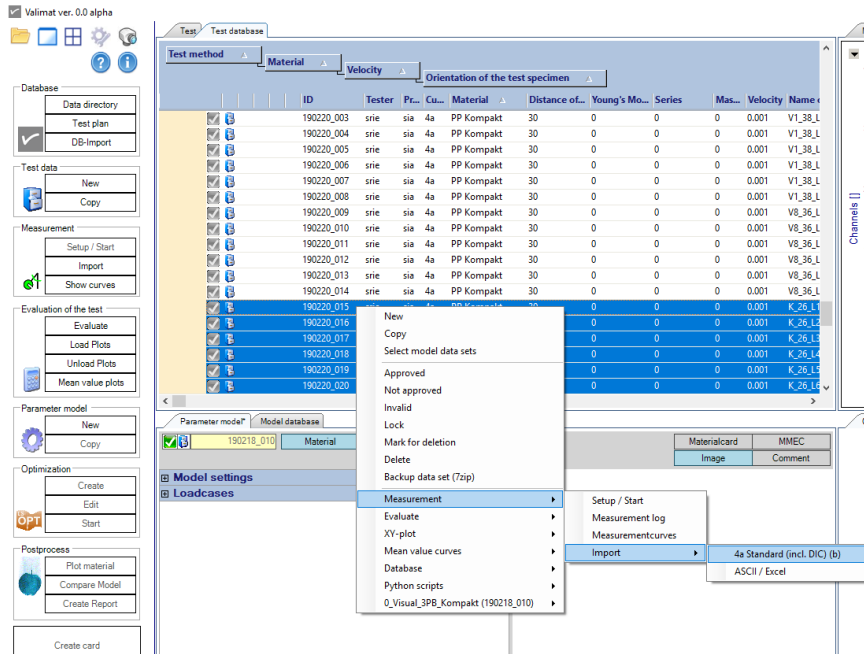 Valimat ver. 0.0 alpha
Database
Data directory
Test plan
DB-Import
Test data
New
Copy
Measurement
Setup / Start
Import
Show curves
Evaluation of the test
Evaluate
Load Plots
Unload Plots
Mean value plots
Parameter model
New
Copy
Optimization
Create
Edit
Start
OPT
Postprocess
Plot material
Compare Model
Create Report
Create card
Test
Test database
Test method
Material
Velocity
Orientation of the test specimen
ID Tester Pr... Cu... Material Distance of... Young's Mo... Series Mas... Velocity Name
190220_003 srie sia 4a PP Kompakt 30 0 0 0 0.001 V1_38_L
190220_004 srie sia 4a PP Kompakt 30 0 0 0 0.001 V1_38_L
190220_005 srie sia 4a PP Kompakt 30 0 0 0 0.001 V1_38_L
190220_006 srie sia 4a PP Kompakt 30 0 0 0 0.001 V1_38_L
190220_007 srie sia 4a PP Kompakt 30 0 0 0 0.001 V1_38_L
190220_008 srie sia 4a PP Kompakt 30 0 0 0 0.001 V1_38_L
190220_009 srie sia 4a PP Kompakt 30 0 0 0 0.001 V8_36_L
190220_010 srie sia 4a PP Kompakt 30 0 0 0 0.001 V8_36_L
190220_011 srie sia 4a PP Kompakt 30 0 0 0 0.001 V8_36_L
190220_012 srie sia 4a PP Kompakt 30 0 0 0 0.001 V8_36_L
190220_013 srie sia 4a PP Kompakt 30 0 0 0 0.001 V8_36_L
190220_014 srie sia 4a PP Kompakt 30 0 0 0 0.001 V8_36_L
190220_015 srie sia 4a PP Kompakt 30 0 0 0 0.001 K_26_L1
190220_016 0 0 0 0.001 K_26_L2
190220_017 0 0 0 0.001 K_26_L3
190220_018 0 0 0 0.001 K_26_L4
190220_019 0 0 0 0.001 K_26_L5
190220_020 0 0 0 0.001 K_26_L6
New
Copy
Select model data sets
Approved
Not approved
Invalid
Lock
Mark for deletion
Delete
Backup data set (7zip)
Measurement
Evaluate
XY-plot
Mean value curves
Database
Python scripts
0_Visual_3PB_Kompakt (190218_010)
Setup / Start
Measurement log
Measurementcurves
Import
4a Standard (incl. DIC) (b)
ASCII / Excel
Parameter model*
Model database
190218_010
Material
Materialcard
MMEC
Image
Comment
Model settings
Loadcases
Channels []